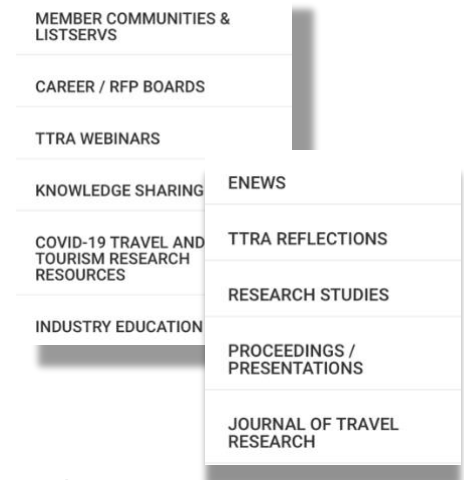 MEMBER COMMUNITIES &
LISTSERVS
CAREER / RFP BOARDS
TTRA WEBINARS
KNOWLEDGE SHARING
COVID-19 TRAVEL AND
TOURISM RESEARCH
RESOURCES
INDUSTRY EDUCATION
ENEWS
TTRA REFLECTIONS
RESEARCH STUDIES
PROCEEDINGS /
PRESENTATIONS
JOURNAL OF TRAVEL
RESEARCH